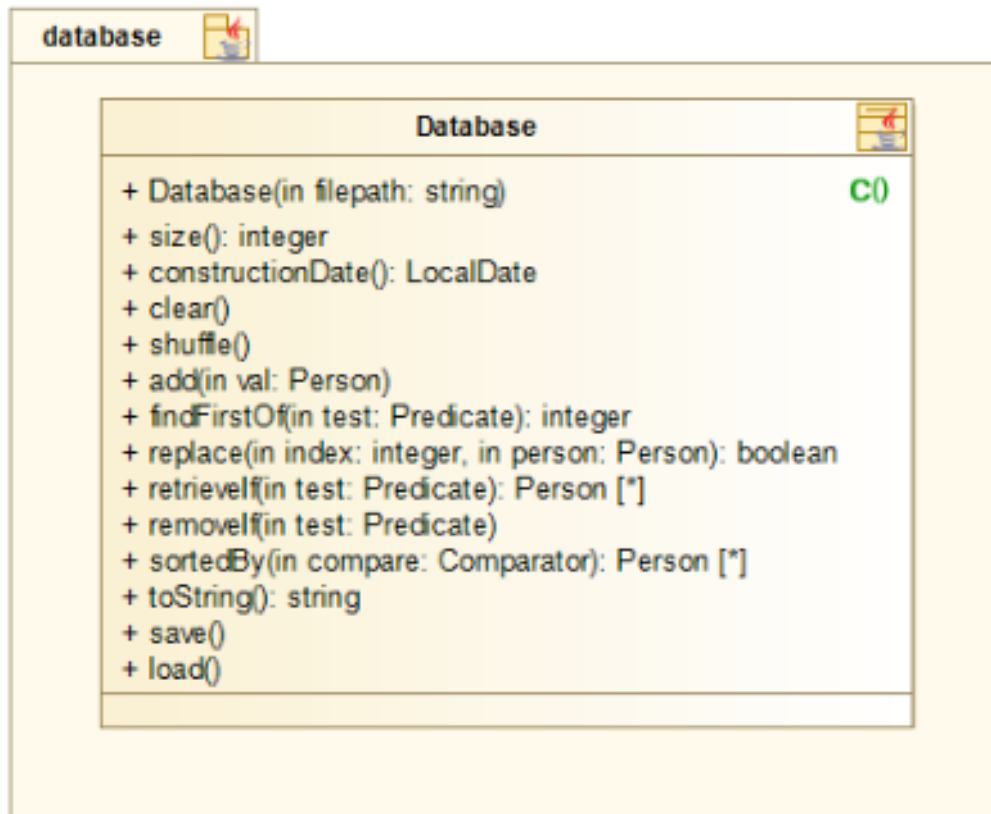 database
Database
+ Database(in filepath: string) C()
+ size(): integer
+ constructionDate(): LocalDate
+ clear()
+ shuffle()
+ add(in val: Person)
+ findFirstOf(in test: Predicate): integer
+ replace(in index: integer, in person: Person): boolean
+ retrieveIf(in test: Predicate): Person [*]
+ removeIf(in test: Predicate)
+ sortedBy(in compare: Comparator): Person [*]
+ toString(): string
+ save()
+ load()